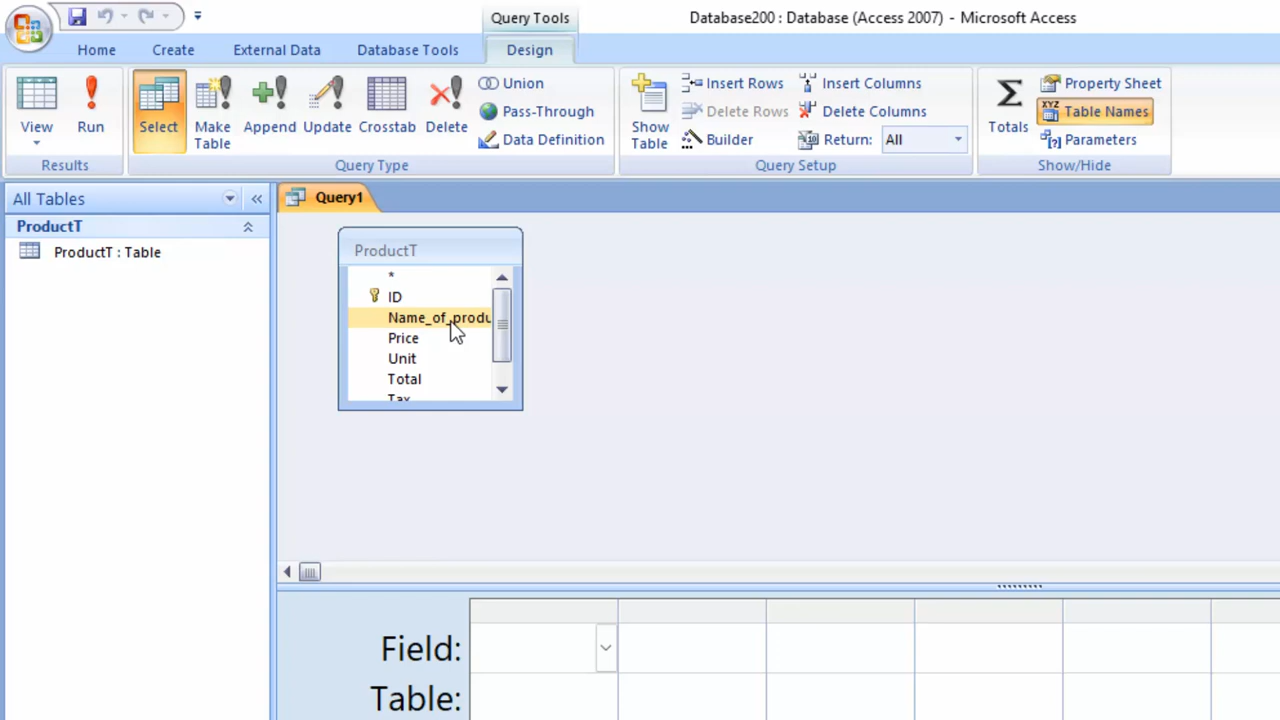 Query Tools
Database200 : Database (Access 2007) - Microsoft Access
Home
Create
External Data
Database Tools
Design
View
Run
Results
Select
Make Table
Append
Update
Crosstab
Delete
Union
Pass-Through
Data Definition
Query Type
Show Table
Insert Rows
Delete Rows
Builder
Insert Columns
Delete Columns
Return: All
Query Setup
Totals
Property Sheet
XYZ
Table Names
Parameters
Show/Hide
All Tables
ProductT
ProductT : Table
Query1
ProductT
*
ID
Name_of_produ
Price
Unit
Total
Tax
Field:
Table: